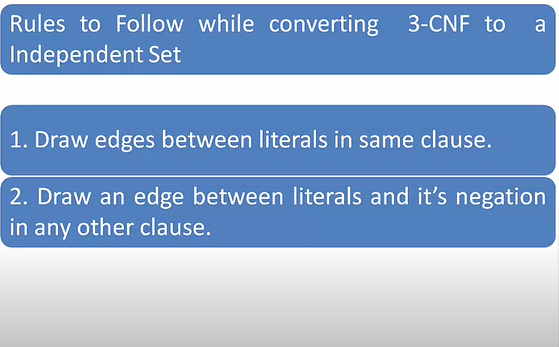 Rules to Follow while converting 3-CNF to a
Independent Set
1. Draw edges between literals in same clause.
2. Draw an edge between literals and it's negation
in any other clause.